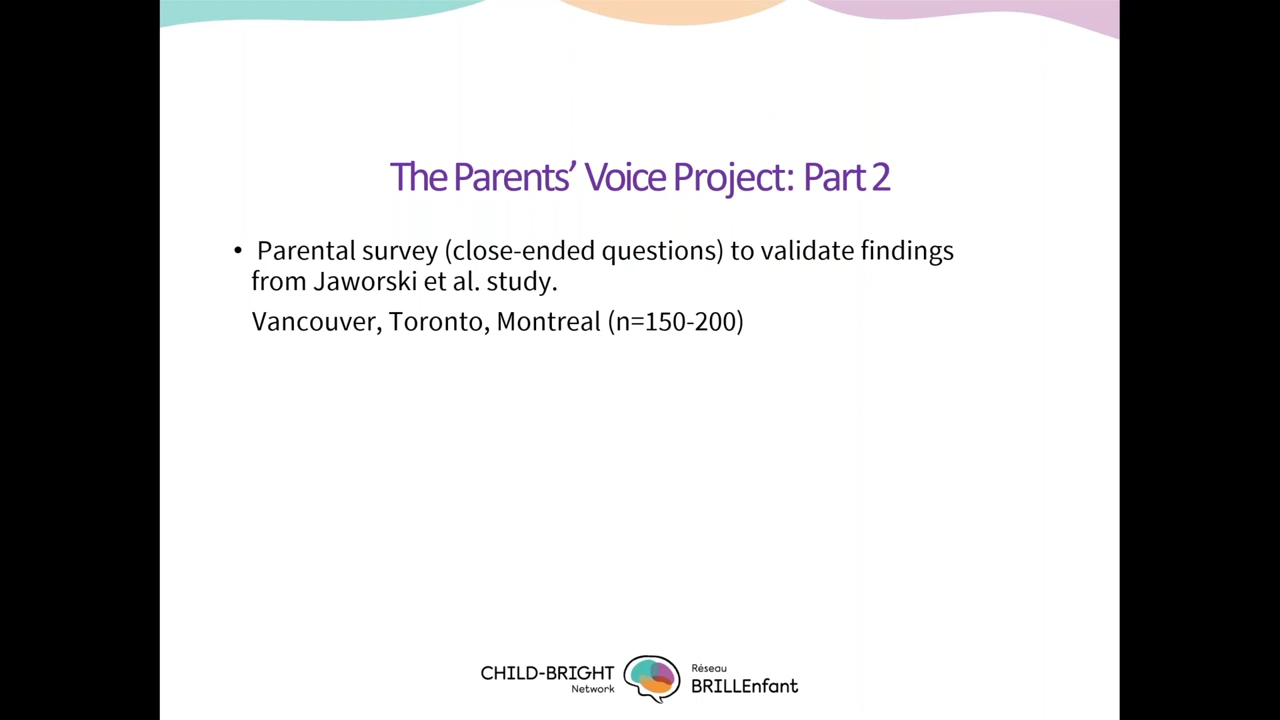 The Parents’ Voice Project: Part 2
• Parental survey (close-ended questions) to validate findings
from Jaworski et al. study.
Vancouver, Toronto, Montreal (n=150-200)
CHILD-BRIGHT
Network
Réseau
BRILLEnfant